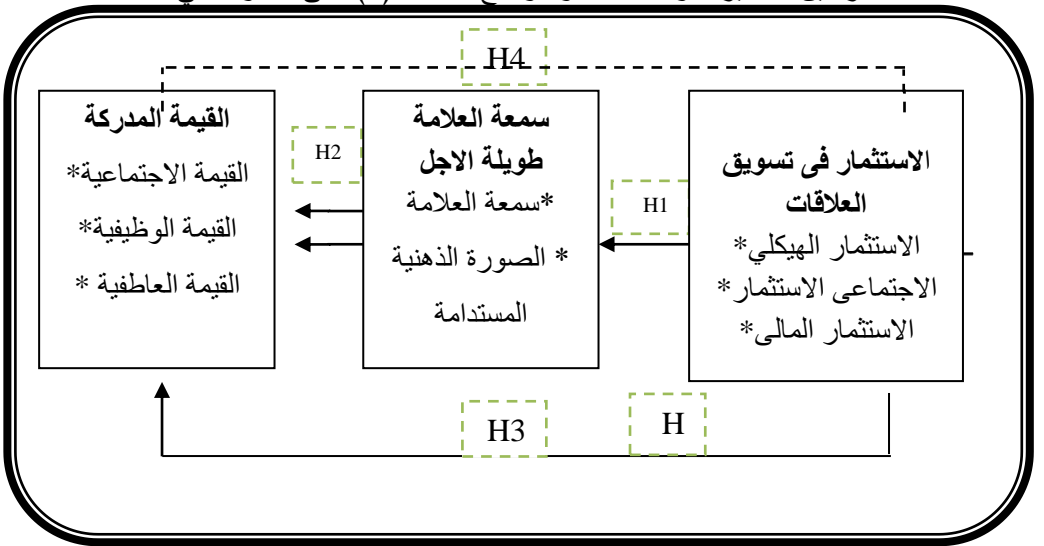 H4
الاستثمار فى تسويق
العلاقات
الاستثمار الهيكلي*
الاجتماعى الاستثمار*
الاستثمار المالى*
H1
سمعة العلامة
طويلة الاجل
*سمعة العلامة
* الصورة الذهنية
المستدامة
H2
القيمة المدركة
القيمة الاجتماعية*
القيمة الوظيفية*
القيمة العاطفية *
H
H3